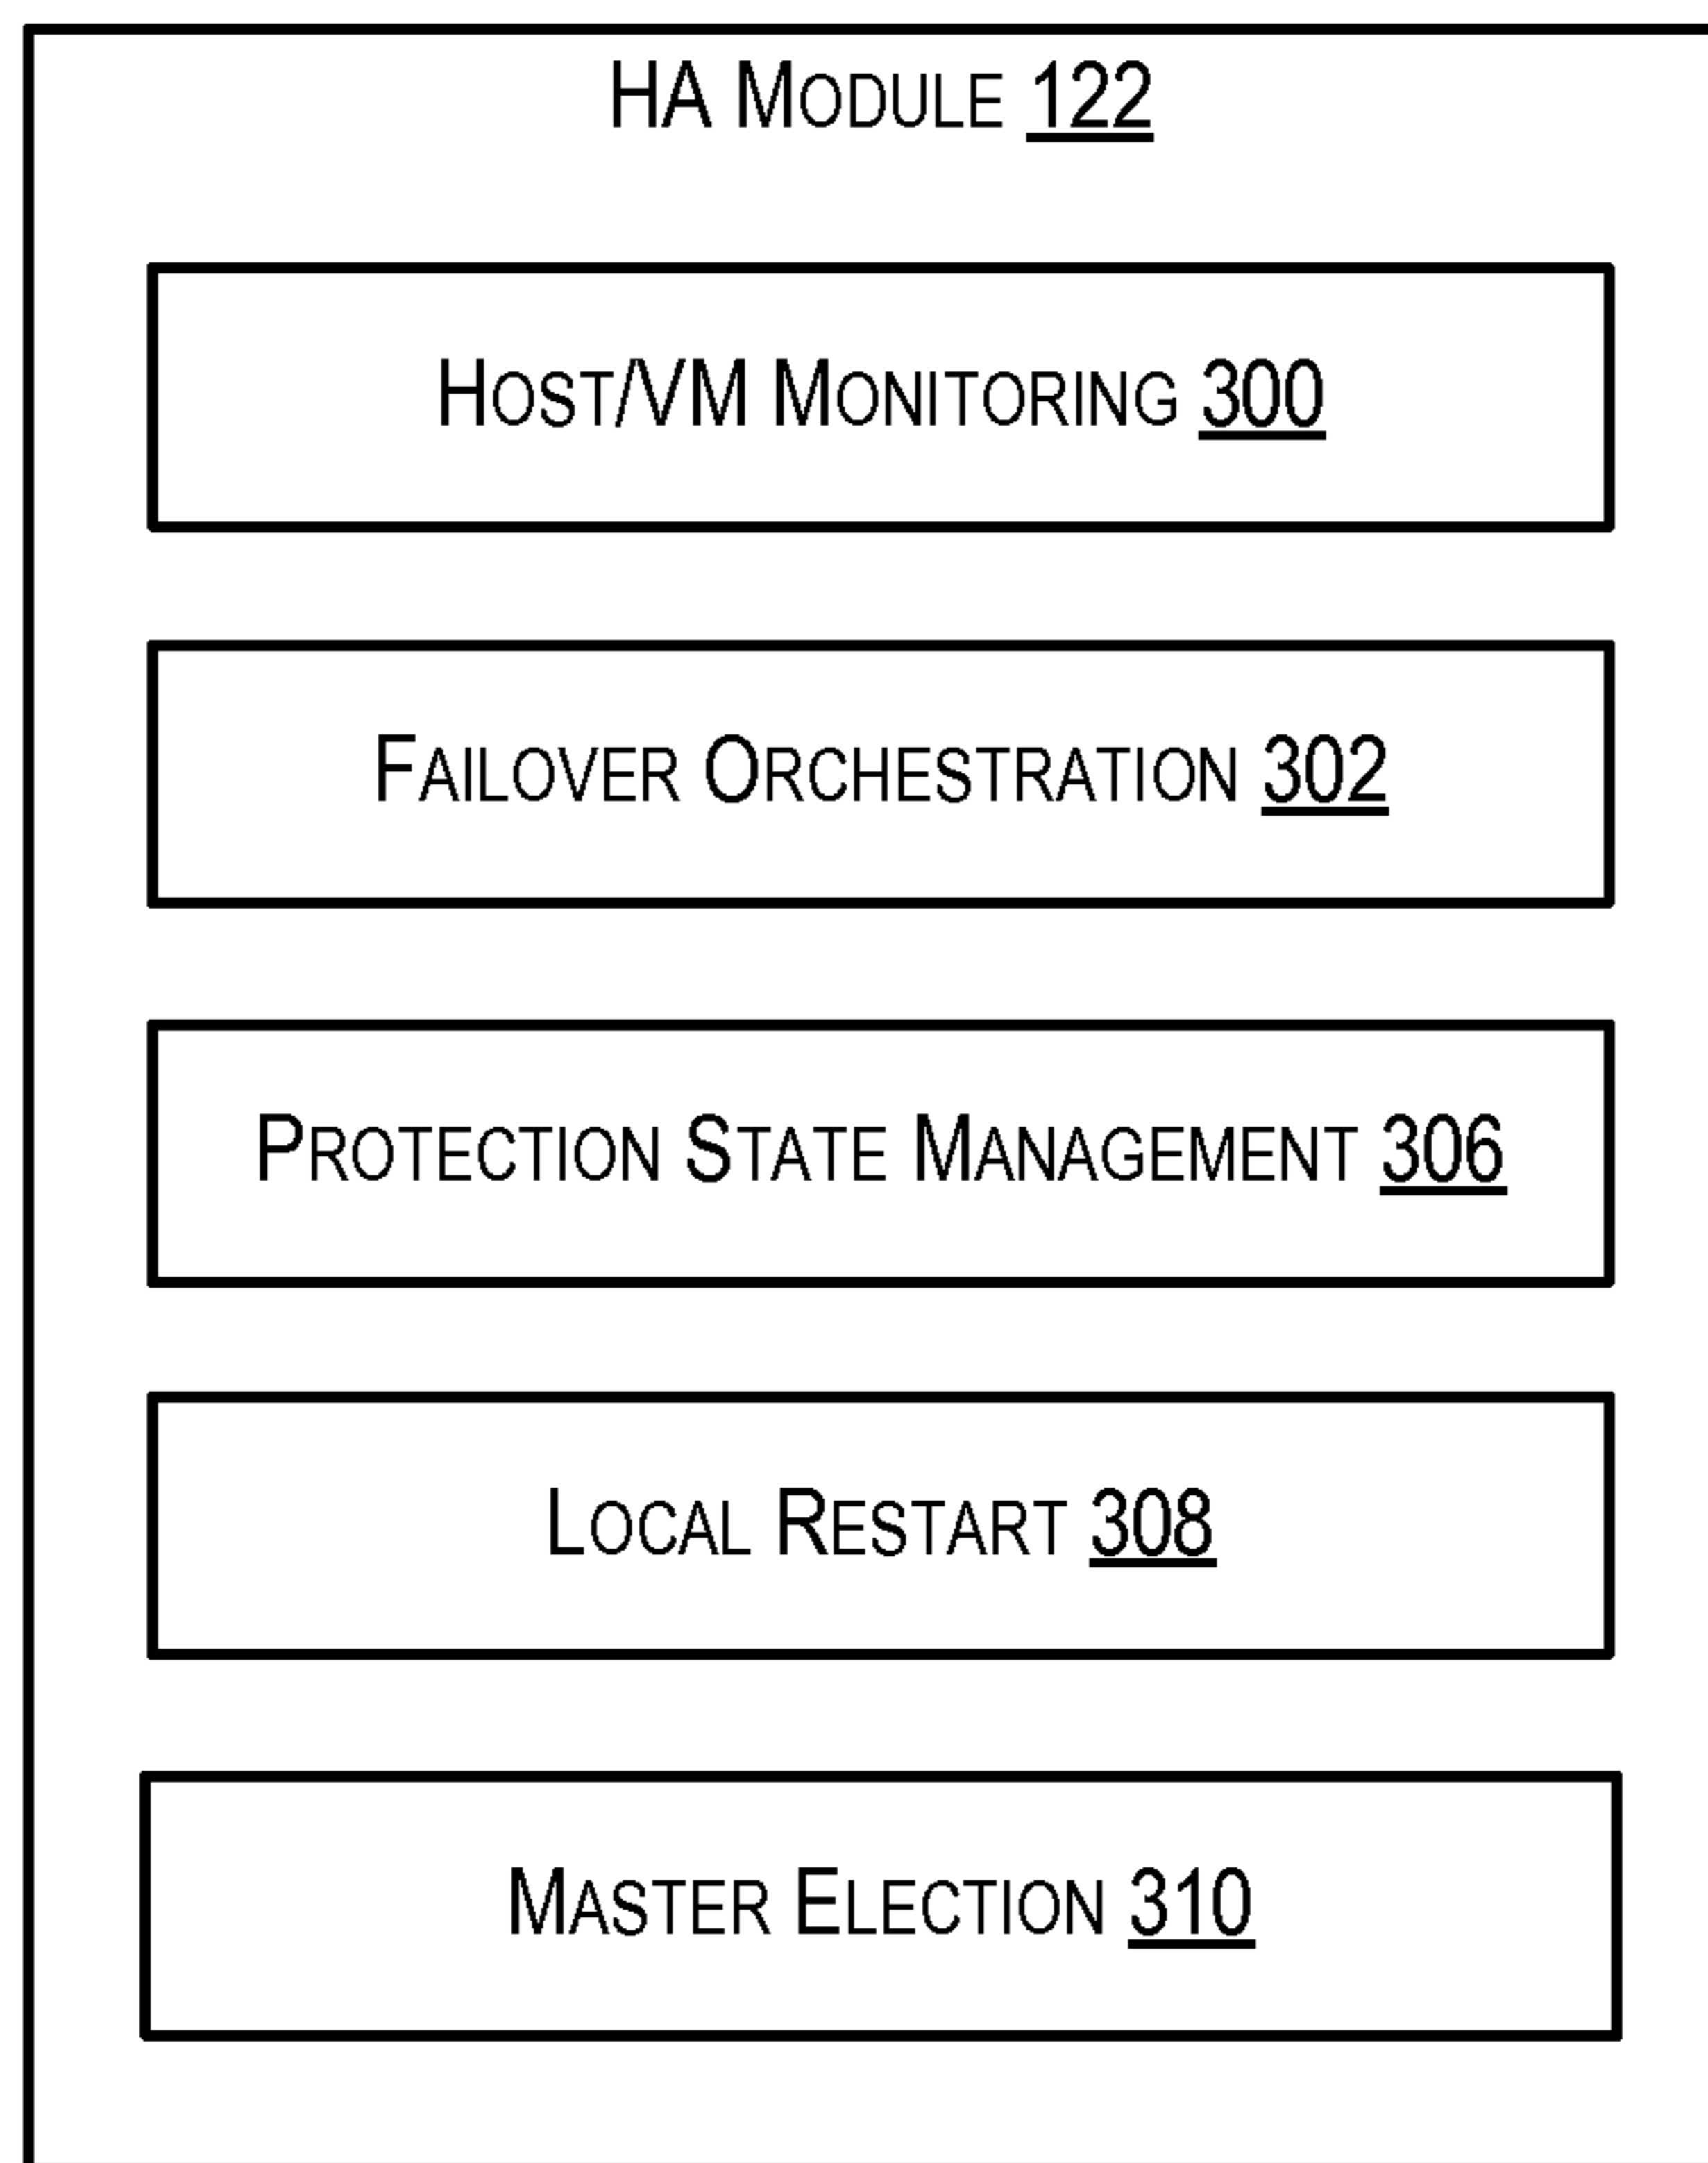 HA MODULE 122
HOST/VM MONITORING 300
FAILOVER ORCHESTRATION 302
PROTECTION STATE MANAGEMENT 306
LOCAL RESTART 308
MASTER ELECTION 310